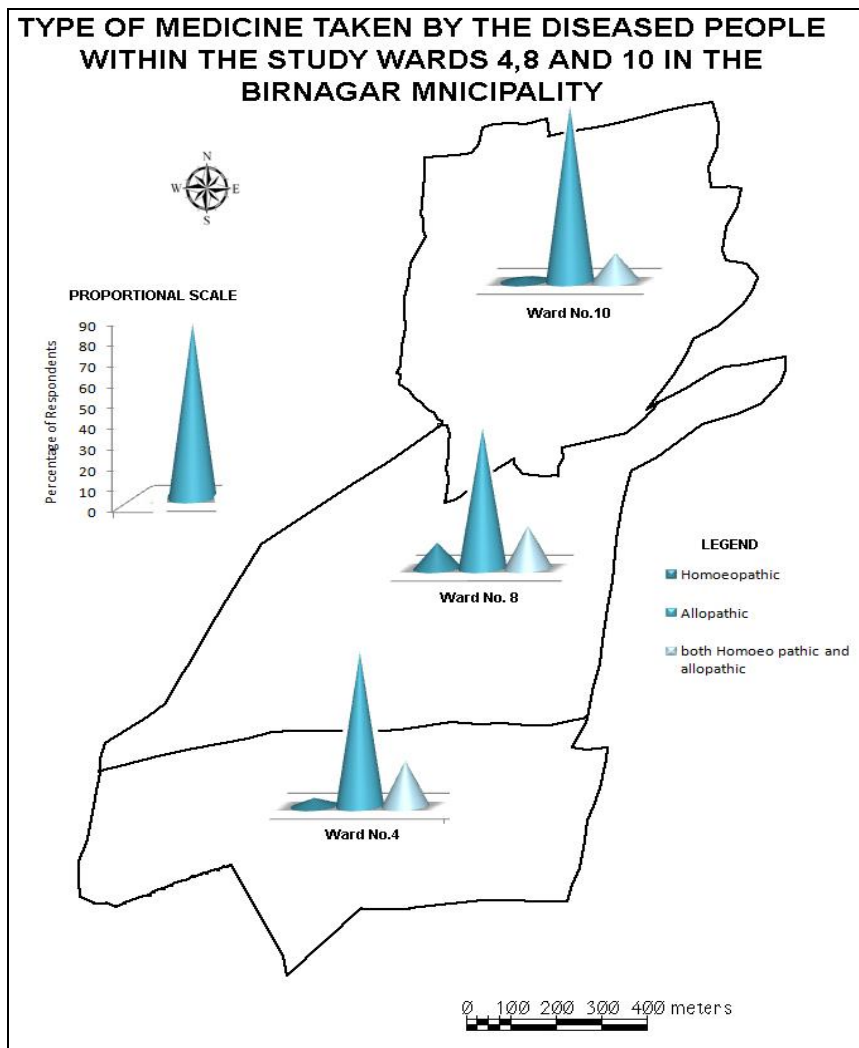 TYPE OF MEDICINE TAKEN BY THE DISEASED PEOPLE
WITHIN THE STUDY WARDS 4,8 AND 10 IN THE
BIRNAGAR MNICIPALITY
N
W E
S
PROPORTIONAL SCALE
Percentage of Respondents
90
80
70
60
50
40
30
20
10
0
Ward No.10
Ward No. 8
LEGEND
Homoeopathic
Allopathic
both Homoeo pathic and
allopathic
Ward No.4
0 100 200 300 400 meters